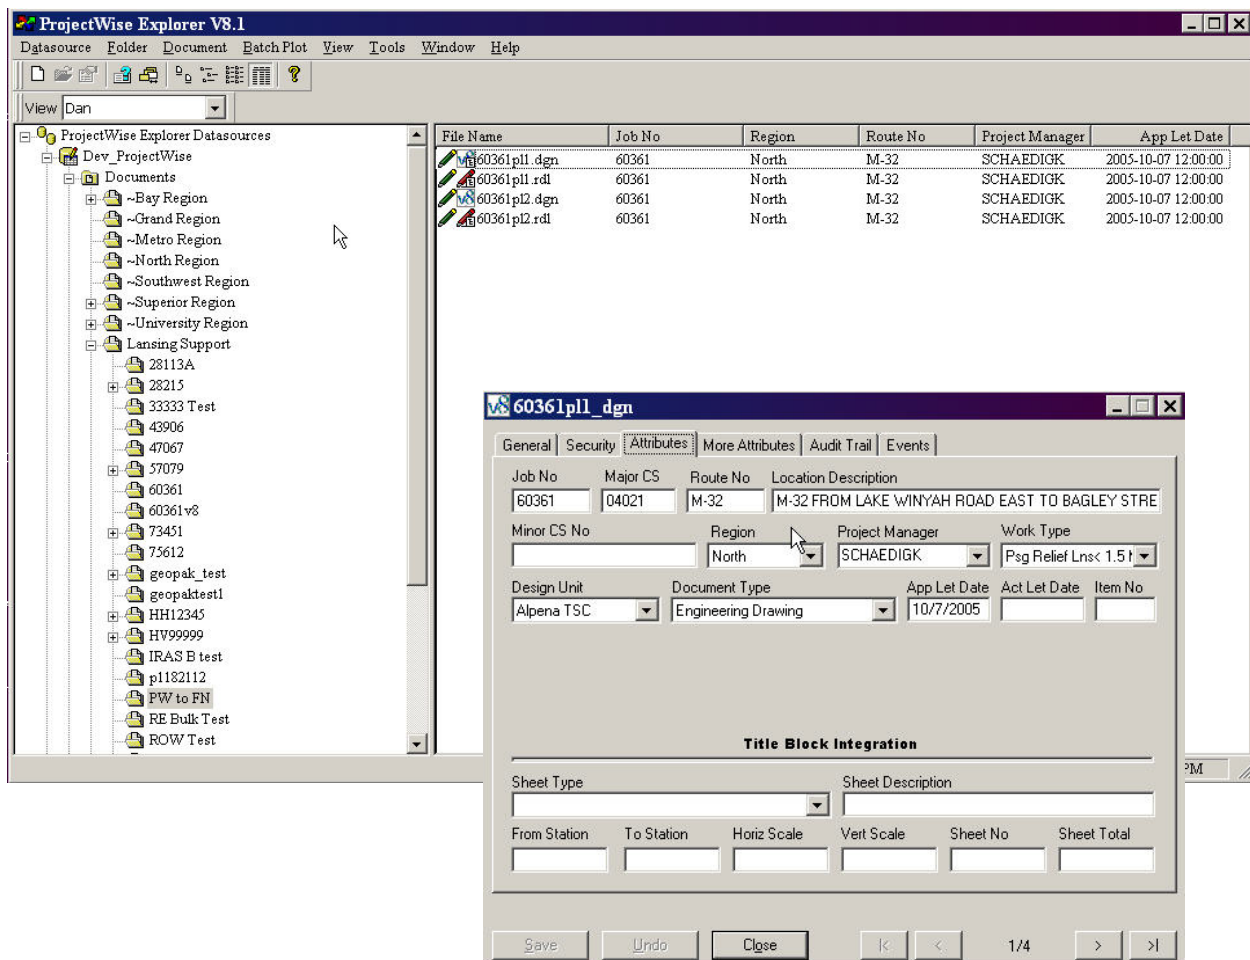 ProjectWise Explorer V8.1
Datasource Folder Document Batch Plot View Tools Window Help
View Dan
ProjectWise Explorer Datasources
Dev_ProjectWise
Documents
~Bay Region
~Grand Region
~Metro Region
~North Region
~Southwest Region
~Superior Region
~University Region
Lansing Support
28113A
28215
33333 Test
43906
47067
57079
60361
60361v8
73451
75612
geopak_test
geopaktest1
HH12345
HV99999
IRAS B test
p1182112
PW to FN
RE Bulk Test
ROW Test
File Name Job No Region Route No Project Manager App Let Date
60361pl1.dgn 60361 North M-32 SCHAEDIGK 2005-10-07 12:00:00
60361pl1.rdl 60361 North M-32 SCHAEDIGK 2005-10-07 12:00:00
60361pl2.dgn 60361 North M-32 SCHAEDIGK 2005-10-07 12:00:00
60361pl2.rdl 60361 North M-32 SCHAEDIGK 2005-10-07 12:00:00
60361pl1_dgn
General Security Attributes More Attributes Audit Trail Events
Job No Major CS Route No Location Description
60361 04021 M-32 M-32 FROM LAKE WINYAH ROAD EAST TO BAGLEY STRE
Minor CS No Region Project Manager Work Type
North SCHAEDIGK Psg Relief Lns< 1.5
Design Unit Document Type App Let Date Act Let Date Item No
Alpena TSC Engineering Drawing 10/7/2005
Title Block Integration
Sheet Type Sheet Description
From Station To Station Horiz Scale Vert Scale Sheet No Sheet Total
Save Undo Close 1/4
PM